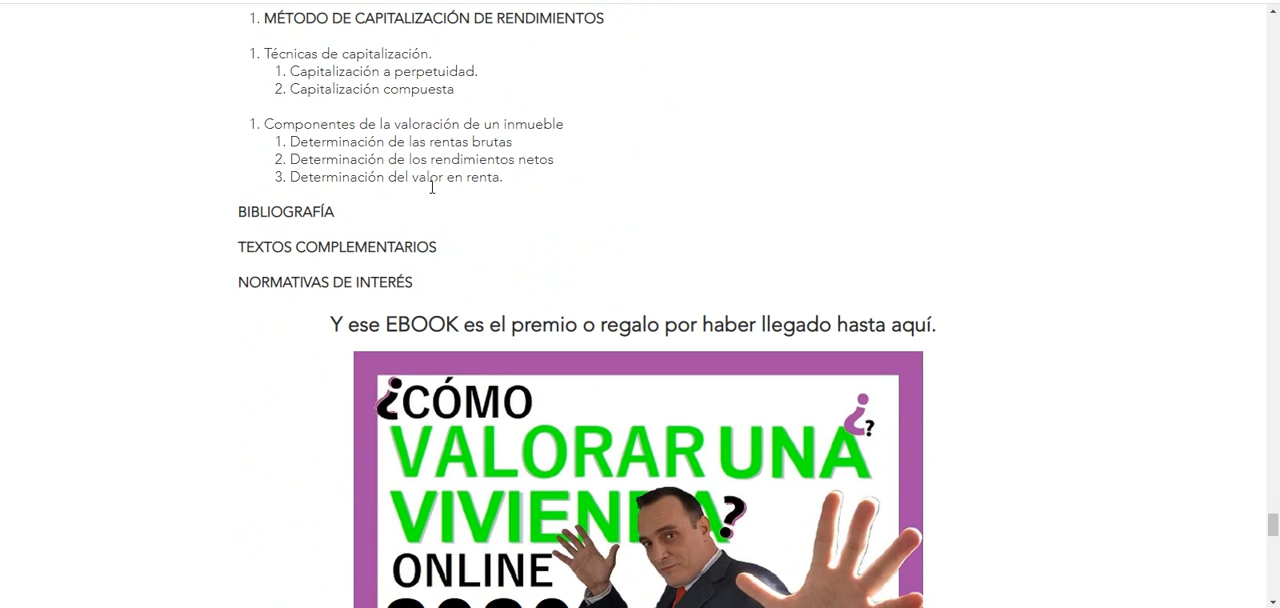 1. MÉTODO DE CAPITALIZACIÓN DE RENDIMIENTOS
1. Técnicas de capitalización.
1. Capitalización a perpetuidad.
2. Capitalización compuesta
1. Componentes de la valoración de un inmueble
1. Determinación de las rentas brutas
2. Determinación de los rendimientos netos
3. Determinación del valor en renta.
BIBLIOGRAFÍA
TEXTOS COMPLEMENTARIOS
NORMATIVAS DE INTERÉS
Y ese EBOOK es el premio o regalo por haber llegado hasta aquí.
¿CÓMO
¿?
VALORAR UNA
VIVIENDA?
ONLINE